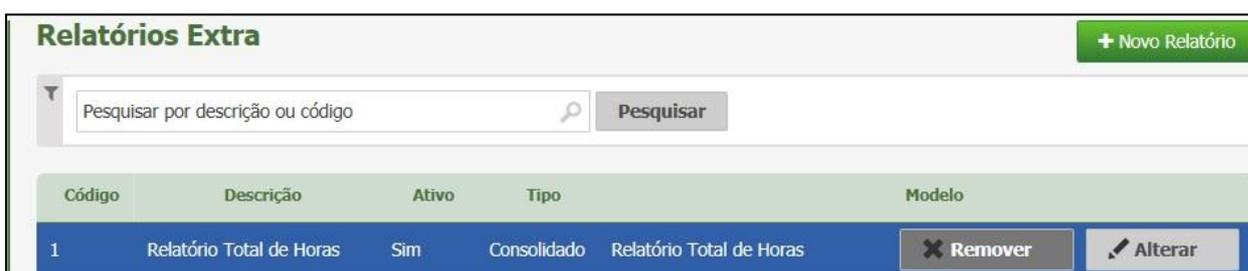 Relatórios Extra
+ Novo Relatório
Pesquisar por descrição ou código
Pesquisar
Código Descrição Ativo Tipo Modelo
1 Relatório Total de Horas Sim Consolidado Relatório Total de Horas Remover Alterar